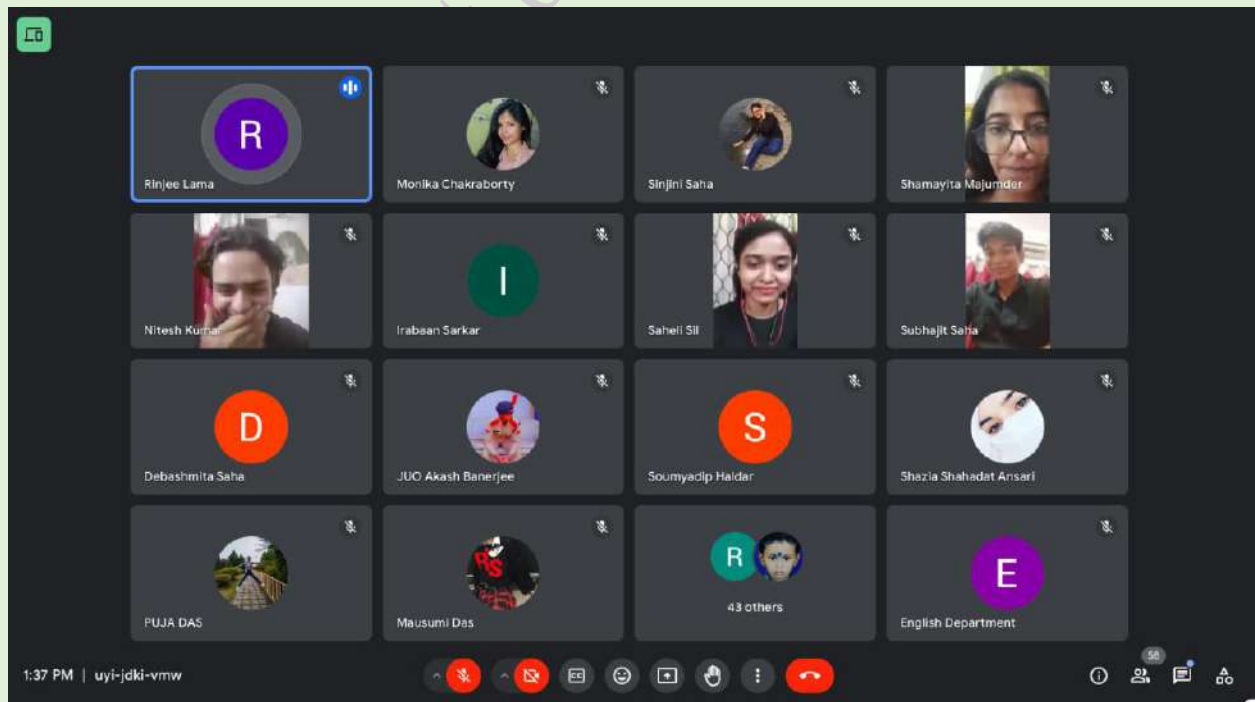 R
Rinjee Lama
Monika Chakraborty
Sinjini Saha
Shamayita Majumder
Nitesh Kumar
I
Irabaan Sarkar
Saheli Sil
Subhajit Saha
D
Debashmita Saha
JUO Akash Banerjee
S
Soumyadip Haldar
Shazia Shahadat Ansari
PUJA DAS
RS
Mausumi Das
R
43 others
E
English Department
1:37 PM | uyi-jdki-vmw
CC
58